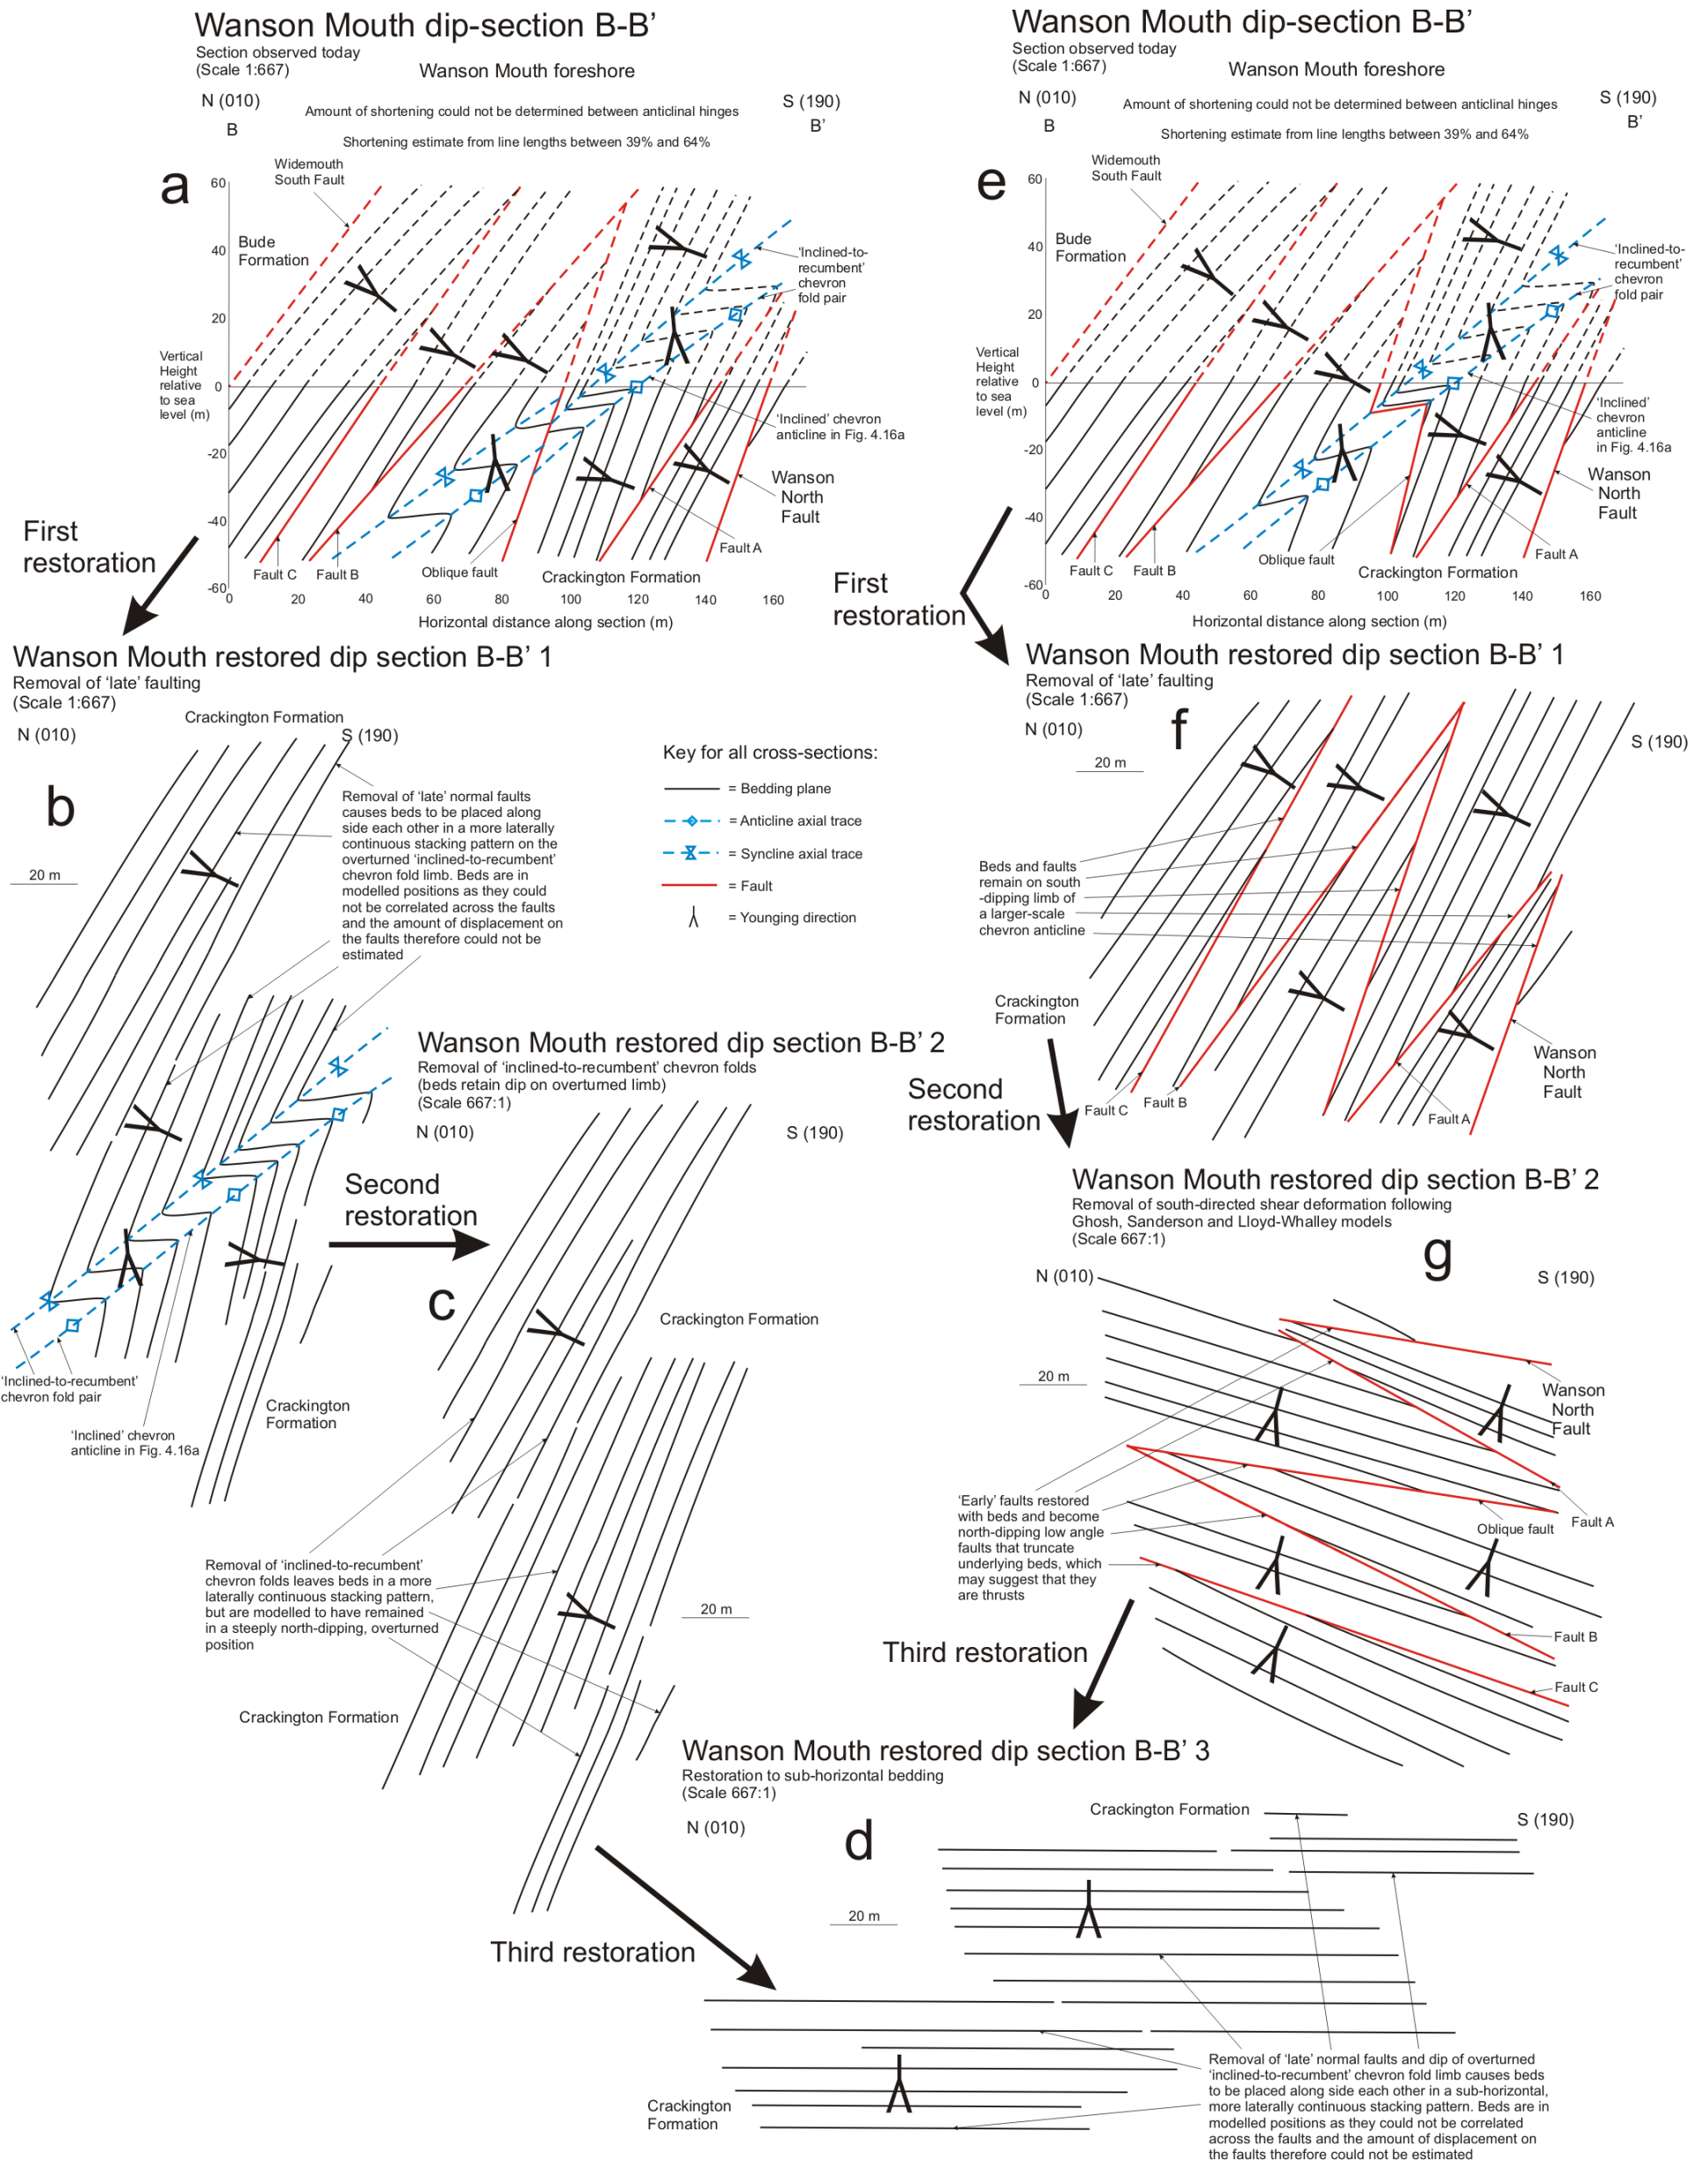 Wanson Mouth dip-section B-B’
Section observed today
(Scale 1:667)
Wanson Mouth foreshore
N (010)
S (190)
B
B’
Amount of shortening could not be determined between anticlinal hinges
Shortening estimate from line lengths between 39% and 64%
a
Widemouth
South Fault
Bude
Formation
60
40
20
0
-20
-40
-60
Vertical
Height
relative
to sea
level (m)
‘Inclined-to-
recumbent’
chevron
fold pair
‘Inclined’ chevron
anticline in Fig. 4.16a
Wanson
North
Fault
Fault A
Fault C
Fault B
Oblique fault
Crackington Formation
0
20
40
60
80
100
120
140
160
Horizontal distance along section (m)
First
restoration
Wanson Mouth dip-section B-B’
Section observed today
(Scale 1:667)
Wanson Mouth foreshore
N (010)
S (190)
B
B’
Amount of shortening could not be determined between anticlinal hinges
Shortening estimate from line lengths between 39% and 64%
e
Widemouth
South Fault
Bude
Formation
60
40
20
0
-20
-40
-60
Vertical
Height
relative
to sea
level (m)
‘Inclined-to-
recumbent’
chevron
fold pair
‘Inclined’
chevron
anticline
in Fig. 4.16a
Wanson
North
Fault
Fault A
Fault C
Fault B
Oblique fault
Crackington Formation
0
20
40
60
80
100
120
140
160
Horizontal distance along section (m)
First
restoration
Wanson Mouth restored dip section B-B’ 1
Removal of ‘late’ faulting
(Scale 1:667)
N (010)
Crackington Formation
S (190)
b
20 m
Removal of ‘late’ normal faults
causes beds to be placed along
side each other in a more laterally
continuous stacking pattern on the
overturned ‘inclined-to-recumbent’
chevron fold limb. Beds are in
modelled positions as they could
not be correlated across the faults
and the amount of displacement on
the faults therefore could not be
estimated
‘Inclined-to-recumbent’
chevron fold pair
‘Inclined’ chevron
anticline in Fig. 4.16a
Crackington
Formation
Key for all cross-sections:
= Bedding plane
= Anticline axial trace
= Syncline axial trace
= Fault
= Younging direction
Wanson Mouth restored dip section B-B’ 1
Removal of ‘late’ faulting
(Scale 1:667)
N (010)
S (190)
f
20 m
Beds and faults
remain on south
-dipping limb of
a larger-scale
chevron anticline
Crackington
Formation
Fault C
Fault B
Fault A
Wanson
North
Fault
Second
restoration
Wanson Mouth restored dip section B-B’ 2
Removal of ‘inclined-to-recumbent’ chevron folds
(beds retain dip on overturned limb)
(Scale 667:1)
N (010)
S (190)
Second
restoration
c
Crackington Formation
20 m
Removal of ‘inclined-to-recumbent’
chevron folds leaves beds in a more
laterally continuous stacking pattern,
but are modelled to have remained
in a steeply north-dipping, overturned
position
Crackington Formation
Third restoration
Wanson Mouth restored dip section B-B’ 2
Removal of south-directed shear deformation following
Ghosh, Sanderson and Lloyd-Whalley models
(Scale 667:1)
N (010)
S (190)
g
20 m
Wanson
North
Fault
‘Early’ faults restored
with beds and become
north-dipping low angle
faults that truncate
underlying beds, which
may suggest that they
are thrusts
Oblique fault
Fault A
Fault B
Fault C
Third restoration
Wanson Mouth restored dip section B-B’ 3
Restoration to sub-horizontal bedding
(Scale 667:1)
N (010)
S (190)
d
Crackington Formation
20 m
Crackington
Formation
Removal of ‘late’ normal faults and dip of overturned
‘inclined-to-recumbent’ chevron fold limb causes beds
to be placed along side each other in a sub-horizontal,
more laterally continuous stacking pattern. Beds are in
modelled positions as they could not be correlated
across the faults and the amount of displacement on
the faults therefore could not be estimated